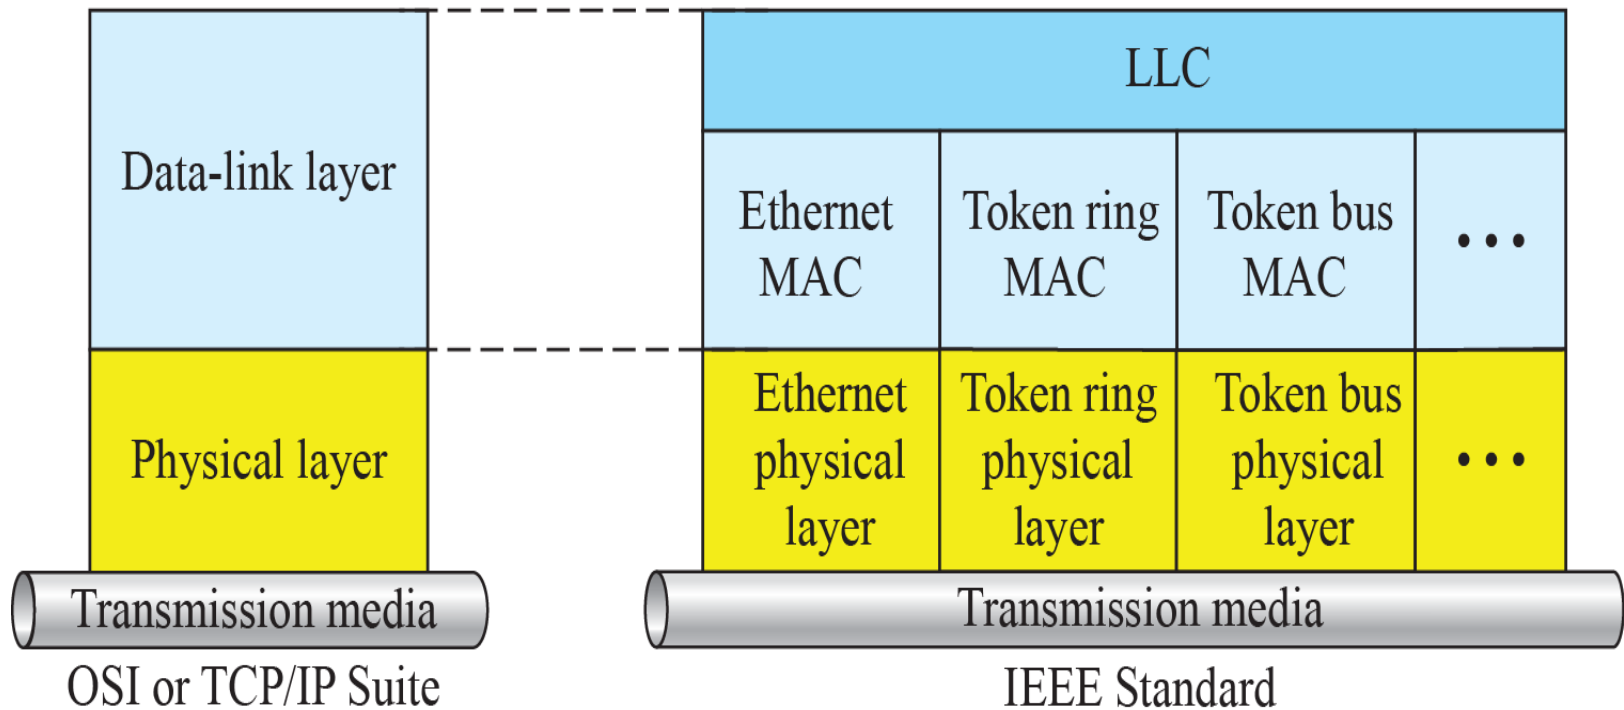 Data-link layer
Physical layer
Transmission media
OSI or TCP/IP Suite
LLC
Ethernet
MAC
Token ring
MAC
Token bus
MAC
•••
Ethernet
physical
layer
Token ring
physical
layer
Token bus
physical
layer
•••
Transmission media
IEEE Standard